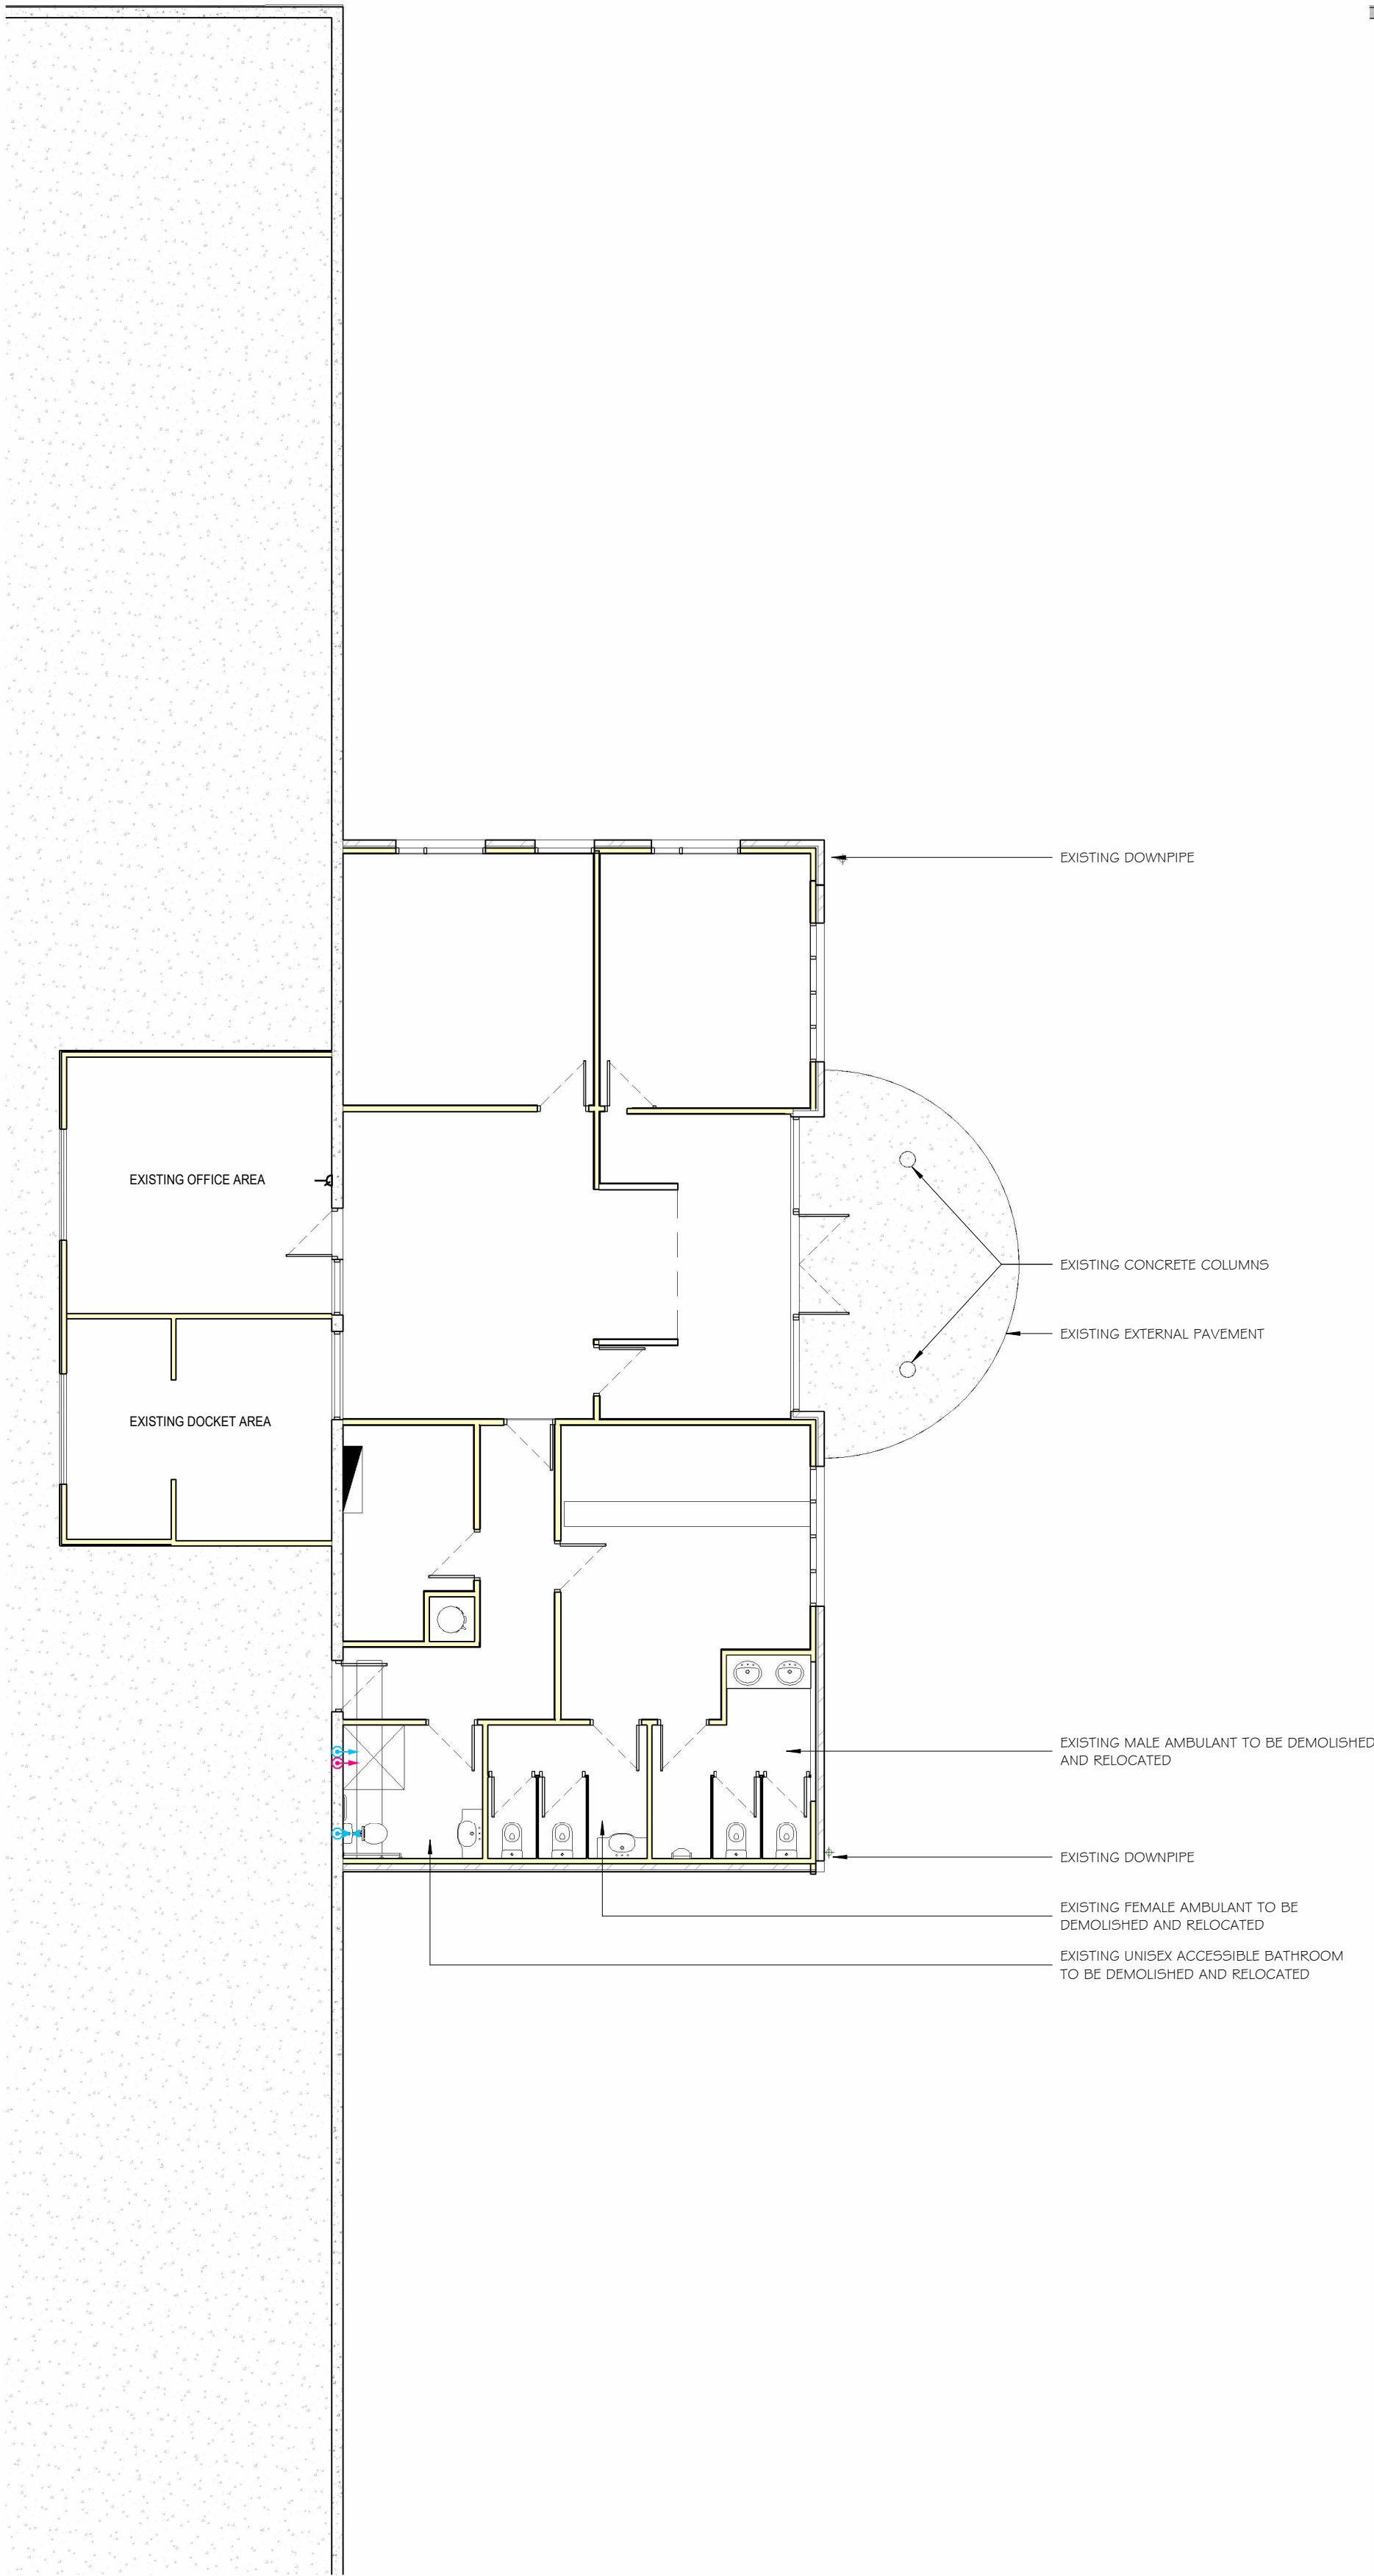 EXISTING DOWNPIPE
EXISTING OFFICE AREA
EXISTING CONCRETE COLUMNS
EXISTING EXTERNAL PAVEMENT
EXISTING DOCKET AREA
EXISTING MALE AMBULANT TO BE DEMOLISHED
AND RELOCATED
EXISTING DOWNPIPE
EXISTING FEMALE AMBULANT TO BE
DEMOLISHED AND RELOCATED
EXISTING UNISEX ACCESSIBLE BATHROOM
TO BE DEMOLISHED AND RELOCATED